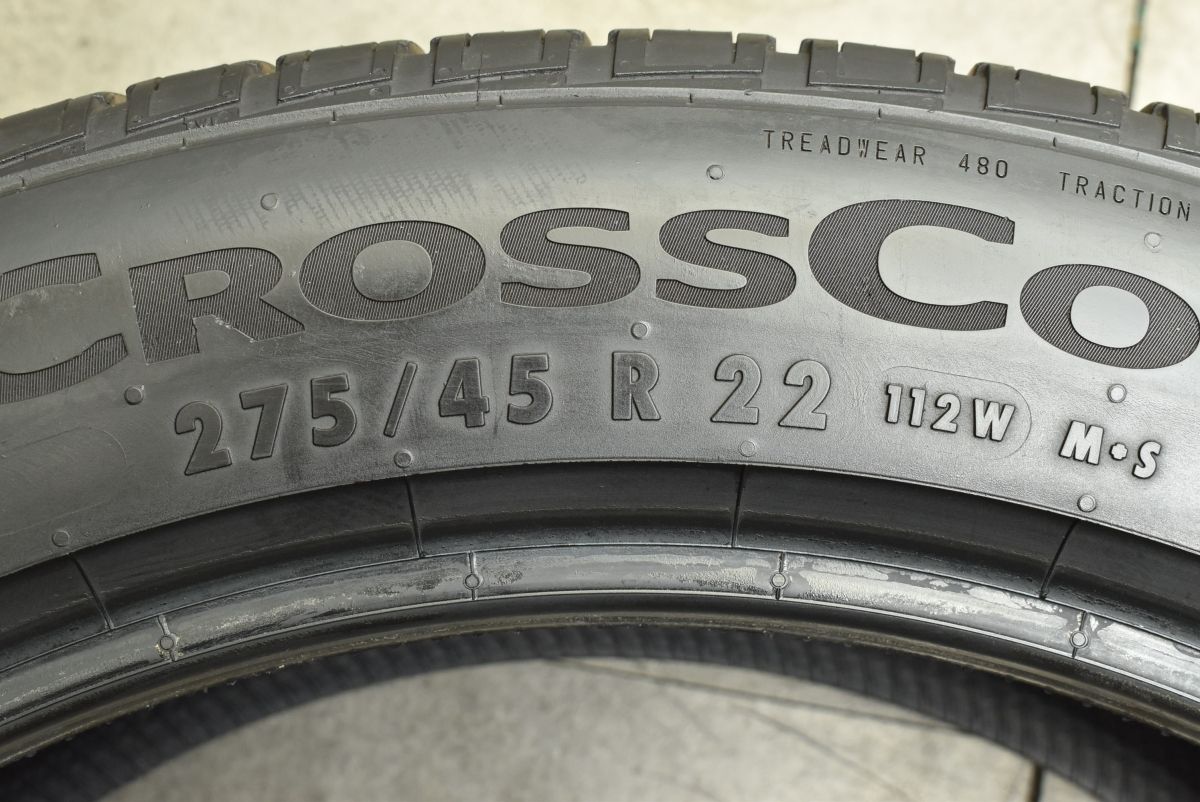 TREADWEAR 480 TRACTION
CROSSCO
275/45 R 22 112W M+S